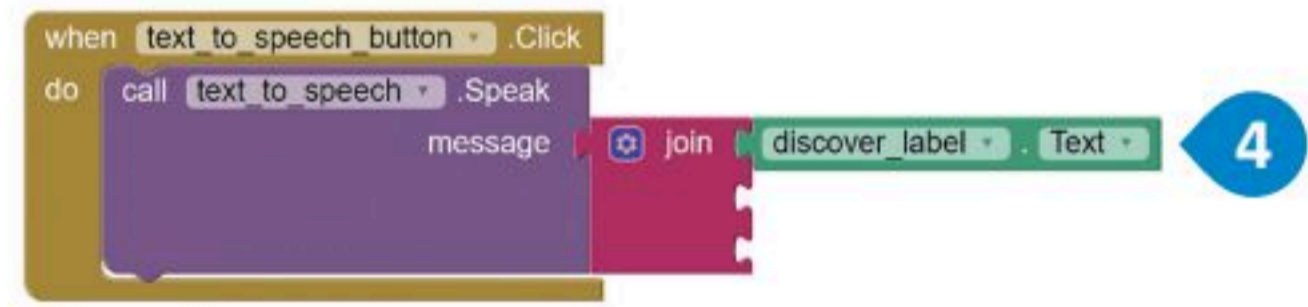 when text_to_speech_button .Click
do call text_to_speech .Speak
message join discover_label . Text
4